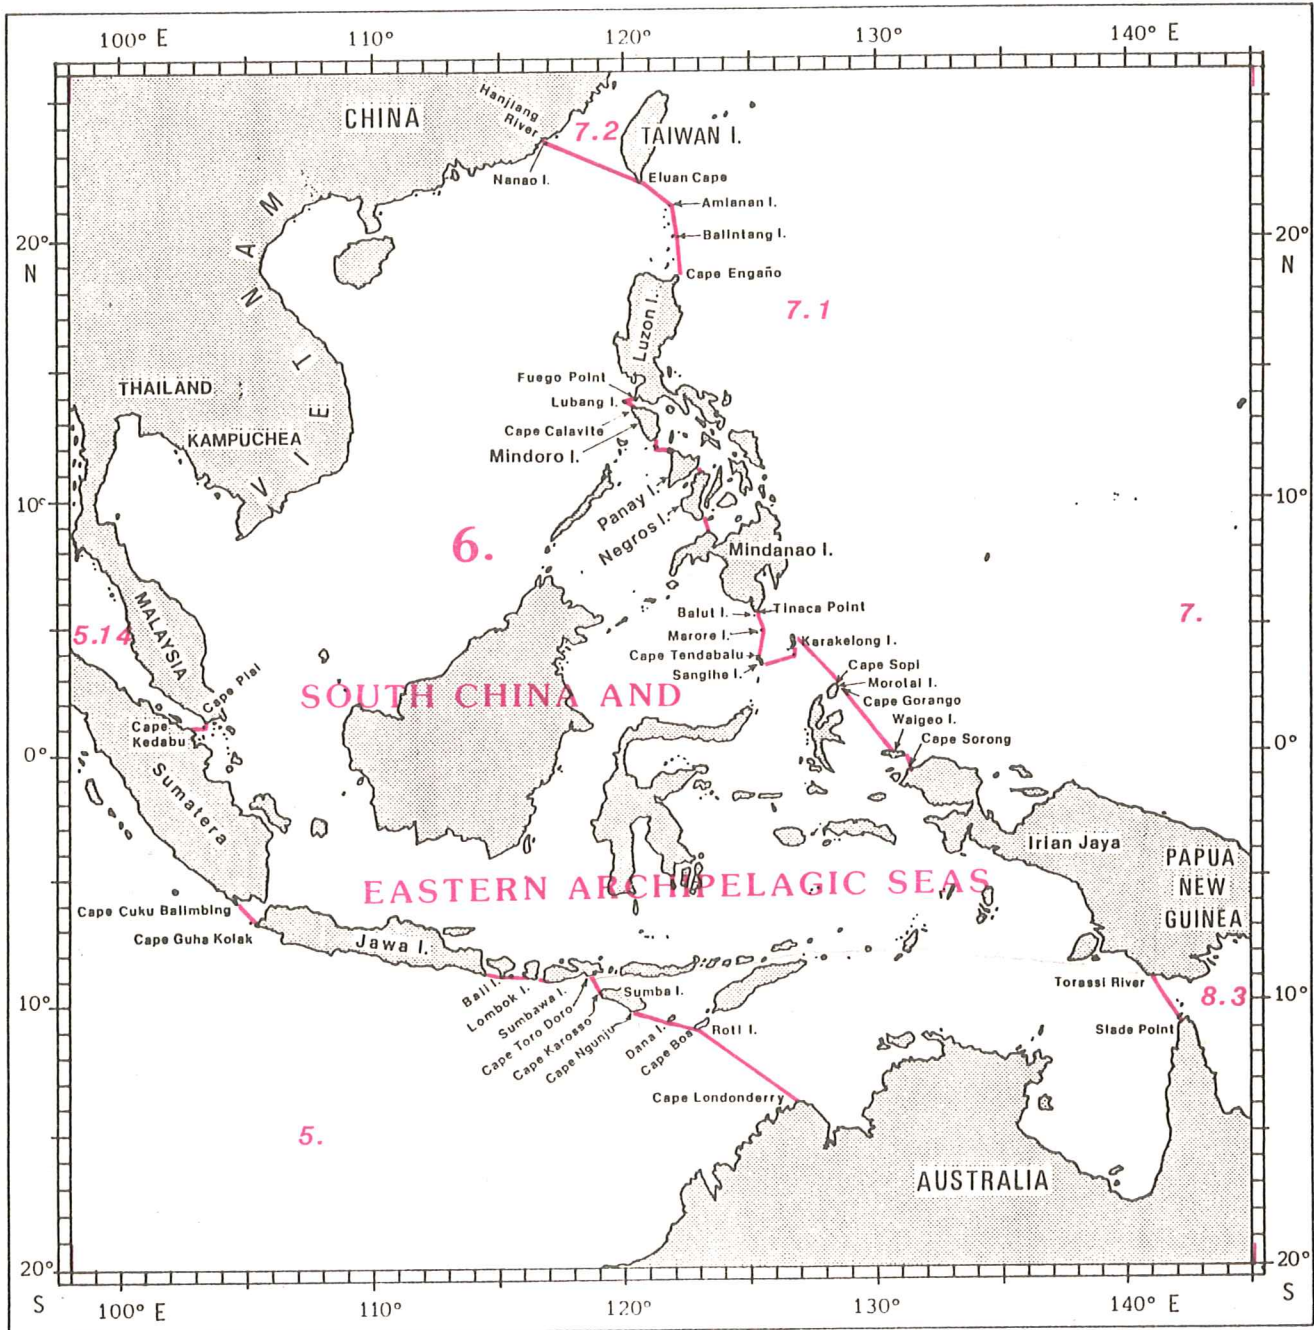 100° E
110°
120°
130°
140° E
CHINA
Hanjiang
River
7.2
TAIWAN I.
Nanao I.
Eluan Cape
Amianan I.
Balintang I.
20°
N
20°
N
Cape Engaño
7.1
VIETNAM
Luzon I.
THAILAND
Fuego Point
Lubang I.
Cape Calavite
KAMPUCHEA
Mindoro I.
10°
10°
Panay I.
Negros I.
6.
Mindanao I.
MALAYSIA
5.14
Balut I.
Tinaca Point
7.
Marore I.
Karakelong I.
Cape Tendabalu
Sangihe I.
Cape Sopi
Morotai I.
Cape Gorango
Waigeo I.
Cape Sorong
Cape Piai
SOUTH CHINA AND
Cape
Kedabu
0°
0°
Sumatera
Irian Jaya
PAPUA
NEW
GUINEA
EASTERN ARCHIPELAGIC SEAS
Cape Cuku Balimbing
Cape Guha Kolak
Jawa I.
Bali I.
Lombok I.
Sumbawa I.
Cape Toro Doro
Cape Karosso
Cape Ngunju
Sumba I.
Dana I.
Cape Boa
Roti I.
Torassi River
8.3
10°
10°
Slade Point
Cape Londonderry
5.
AUSTRALIA
20°
S
20°
S
100° E
110°
120°
130°
140° E